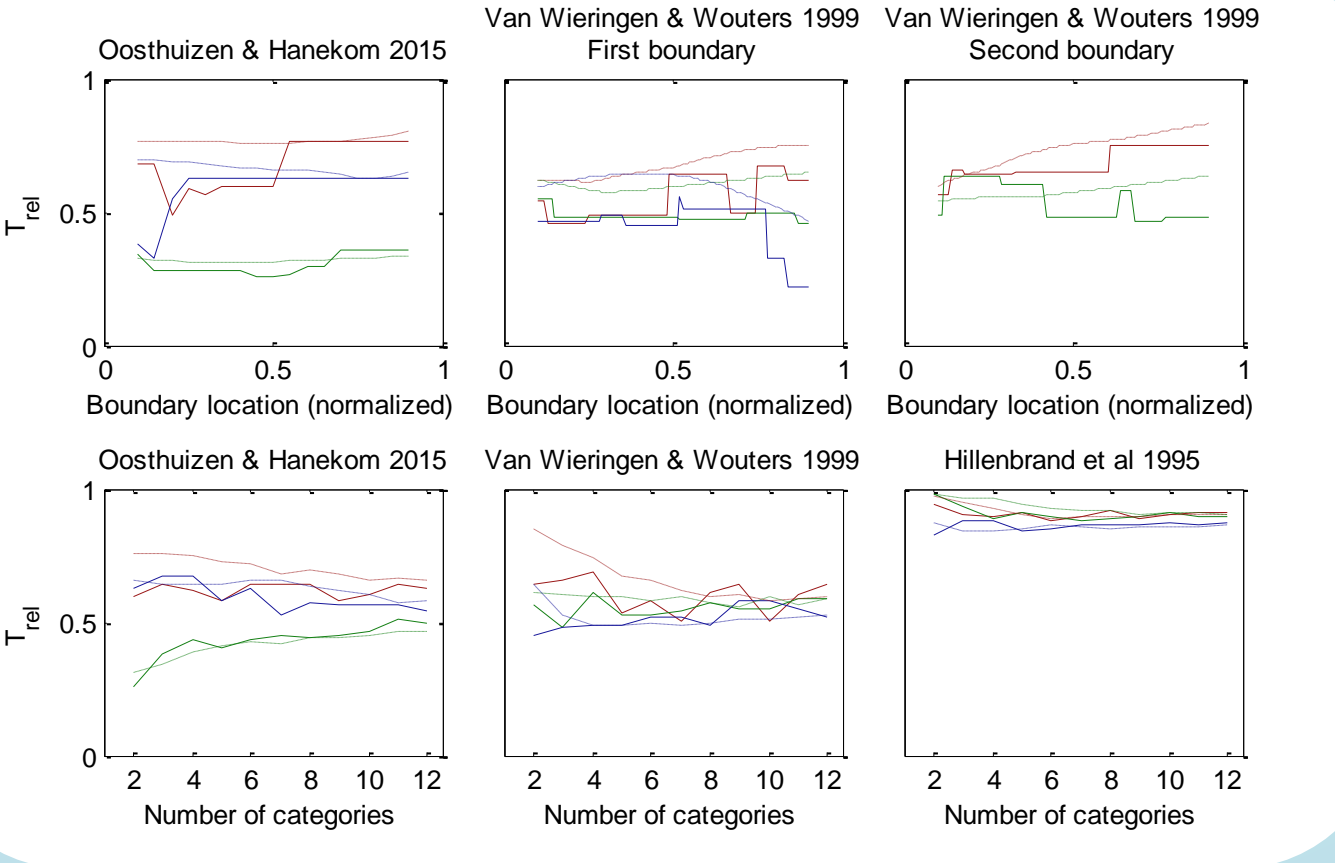 Oosthuizen & Hanekom 2015
Van Wieringen & Wouters 1999
First boundary
Van Wieringen & Wouters 1999
Second boundary
T_rel
1
0.5
0
0 0.5 1
Boundary location (normalized)
0 0.5 1
Boundary location (normalized)
0 0.5 1
Boundary location (normalized)
Oosthuizen & Hanekom 2015
Van Wieringen & Wouters 1999
Hillenbrand et al 1995
T_rel
1
0.5
0
2 4 6 8 10 12
Number of categories
2 4 6 8 10 12
Number of categories
2 4 6 8 10 12
Number of categories